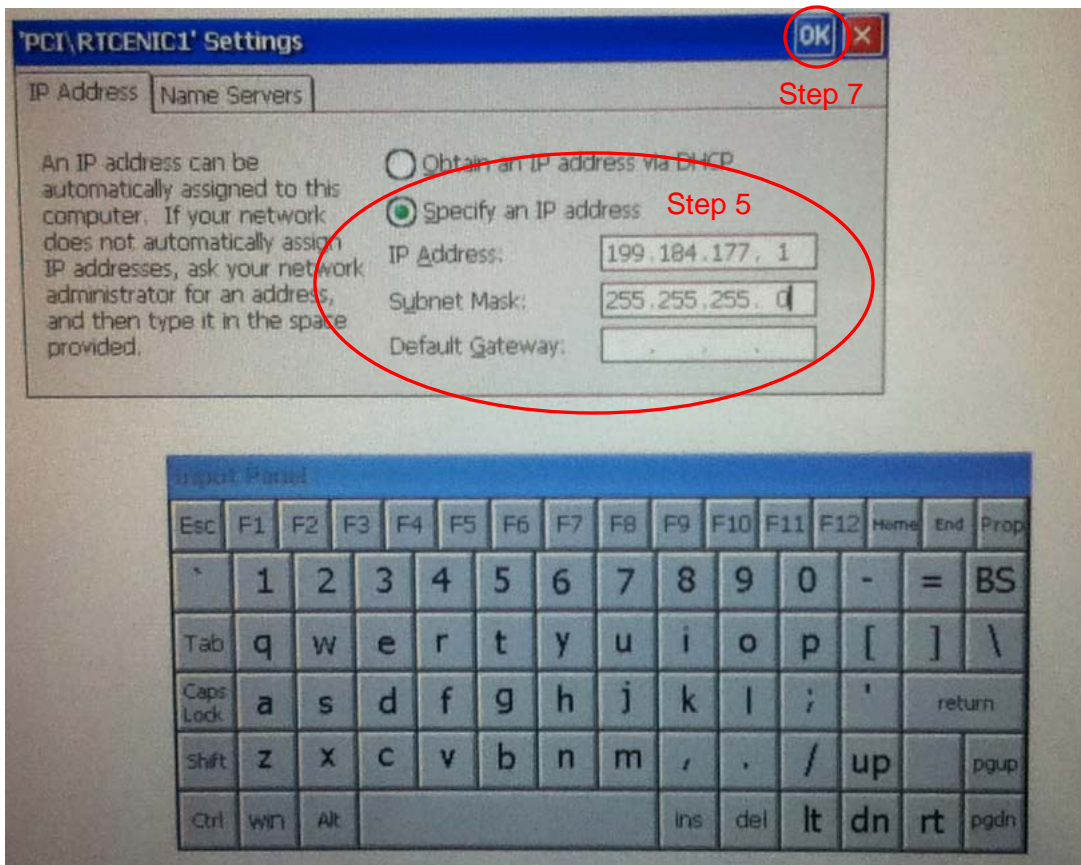 'PCI\RTCENIC1' Settings
OK
Step 7
IP Address
Name Servers
An IP address can be
automatically assigned to this
computer. If your network
does not automatically assign
IP addresses, ask your network
administrator for an address,
and then type it in the space
provided.
Obtain an IP address via DHCP
Specify an IP address
Step 5
IP Address: 199.184.177. 1
Subnet Mask: 255.255.255. 0
Default Gateway: . . .
Input Panel
Esc F1 F2 F3 F4 F5 F6 F7 F8 F9 F10 F11 F12 Home End Prop
` 1 2 3 4 5 6 7 8 9 0 - = BS
Tab q w e r t y u i o p [ ] \
Caps Lock a s d f g h j k l ; ' return
Shift z x c v b n m , . / up pgup
Ctrl win Alt ins del lt dn rt pgdn